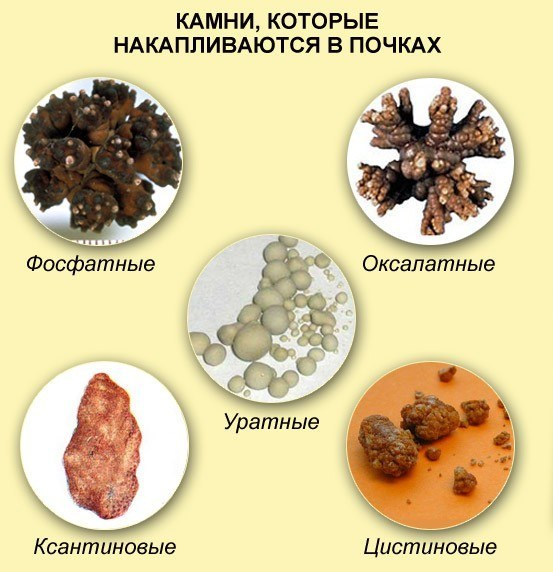 КАМНИ, КОТОРЫЕ
НАКАПЛИВАЮТСЯ В ПОЧКАХ
Фосфатные
Оксалатные
Уратные
Ксантиновые
Цистиновые